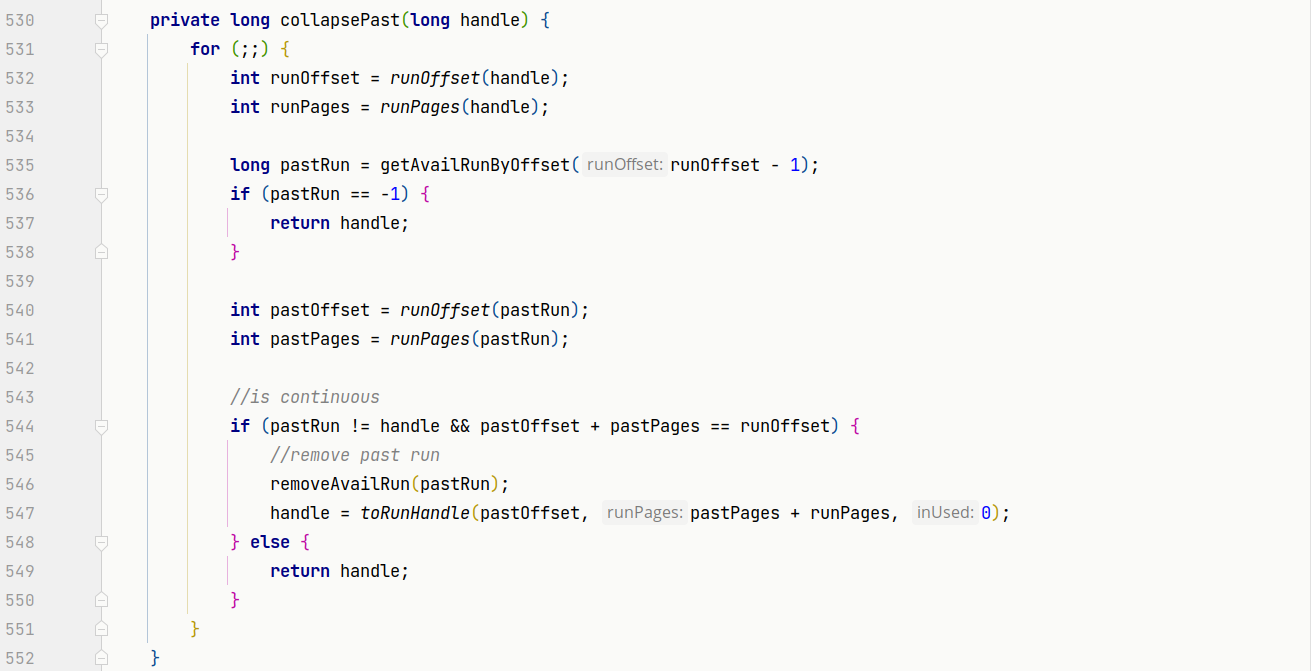 530 private long collapsePast(long handle) {
531 for (;;) {
532 int runOffset = runOffset(handle);
533 int runPages = runPages(handle);
534
535 long pastRun = getAvailRunByOffset( runOffset: runOffset - 1);
536 if (pastRun == -1) {
537 return handle;
538 }
539
540 int pastOffset = runOffset(pastRun);
541 int pastPages = runPages(pastRun);
542
543 //is continuous
544 if (pastRun != handle && pastOffset + pastPages == runOffset) {
545 //remove past run
546 removeAvailRun(pastRun);
547 handle = toRunHandle(pastOffset, runPages: pastPages + runPages, inUsed: 0);
548 } else {
549 return handle;
550 }
551 }
552 }